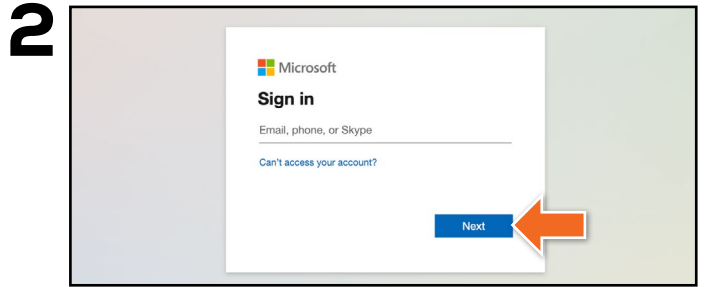 2
Microsoft
Sign in
Email, phone, or Skype
Can't access your account?
Next